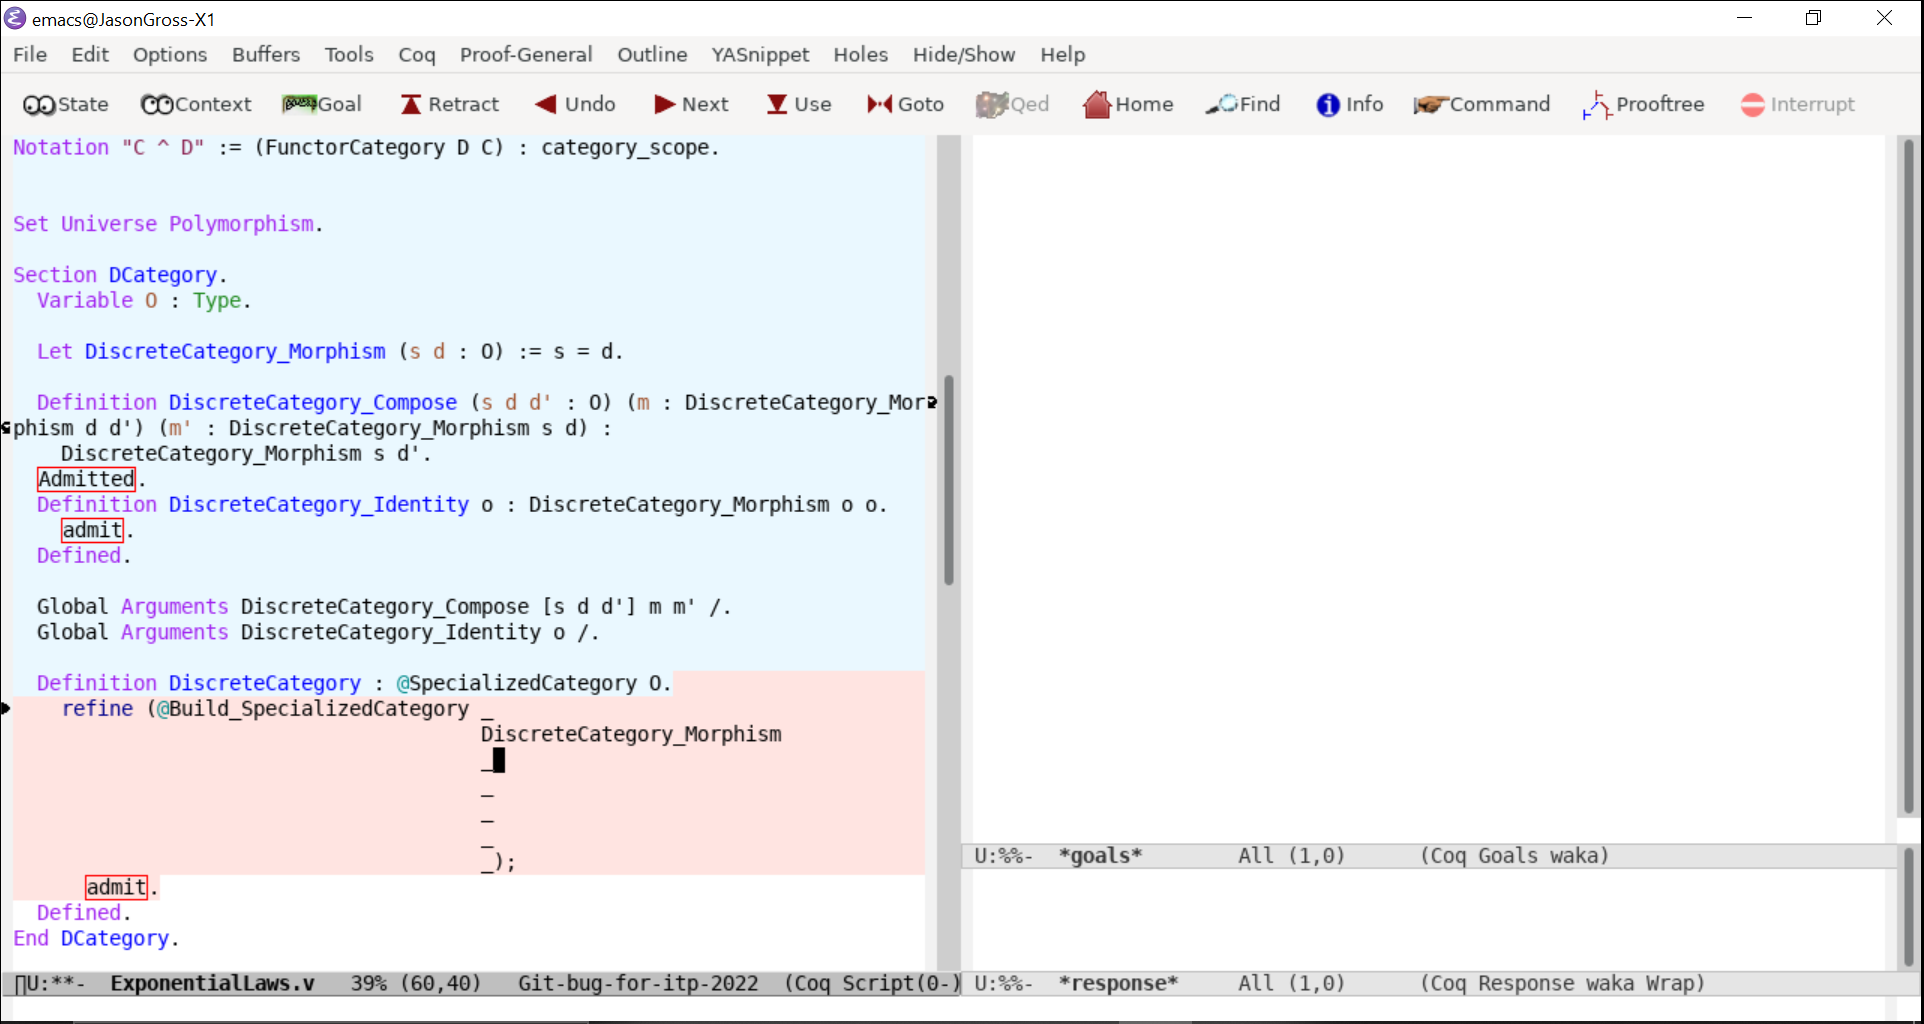 emacs@JasonGross-X1
File Edit Options Buffers Tools Coq Proof-General Outline YASnippet Holes Hide/Show Help
State Context Goal Retract Undo Next Use Goto Qed Home Find Info Command Prooftree Interrupt
Notation "C ^ D" := (FunctorCategory D C) : category_scope.
Set Universe Polymorphism.
Section DCategory.
Variable O : Type.
Let DiscreteCategory_Morphism (s d : O) := s = d.
Definition DiscreteCategory_Compose (s d d' : O) (m : DiscreteCategory_Mor
phism d d') (m' : DiscreteCategory_Morphism s d) :
DiscreteCategory_Morphism s d'.
Admitted.
Definition DiscreteCategory_Identity o : DiscreteCategory_Morphism o o.
admit.
Defined.
Global Arguments DiscreteCategory_Compose [s d d'] m m' /.
Global Arguments DiscreteCategory_Identity o /.
Definition DiscreteCategory : @SpecializedCategory O.
refine (@Build_SpecializedCategory _
DiscreteCategory_Morphism
_
_
_
_
_);
admit.
Defined.
End DCategory.
U:**- ExponentialLaws.v 39% (60,40) Git-bug-for-itp-2022 (Coq Script(0-)
U:%%- *goals* All (1,0) (Coq Goals waka)
U:%%- *response* All (1,0) (Coq Response waka Wrap)